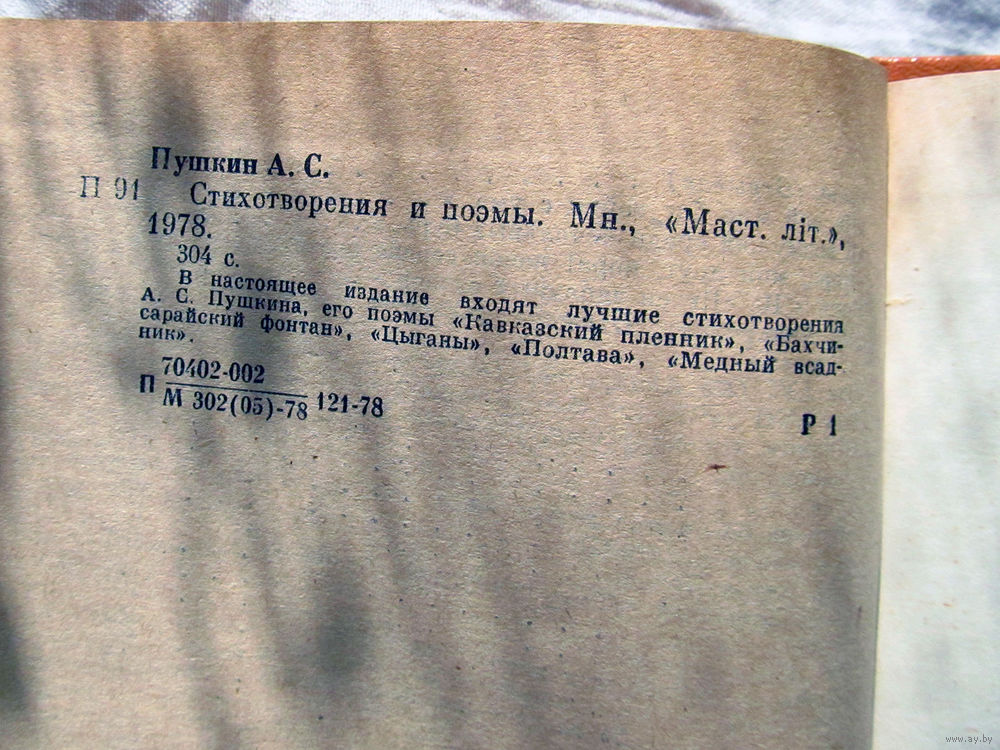 Пушкин А. С.
П 91 Стихотворения и поэмы. Мн., «Маст. літ.»,
1978.
304 с.
В настоящее издание входят лучшие стихотворения
А. С. Пушкина, его поэмы «Кавказский пленник», «Бахчи-
сарайский фонтан», «Цыганы», «Полтава», «Медный всад-
ник».
70402-002
П 121-78
М 302(05)-78
Р 1
www.ay.by